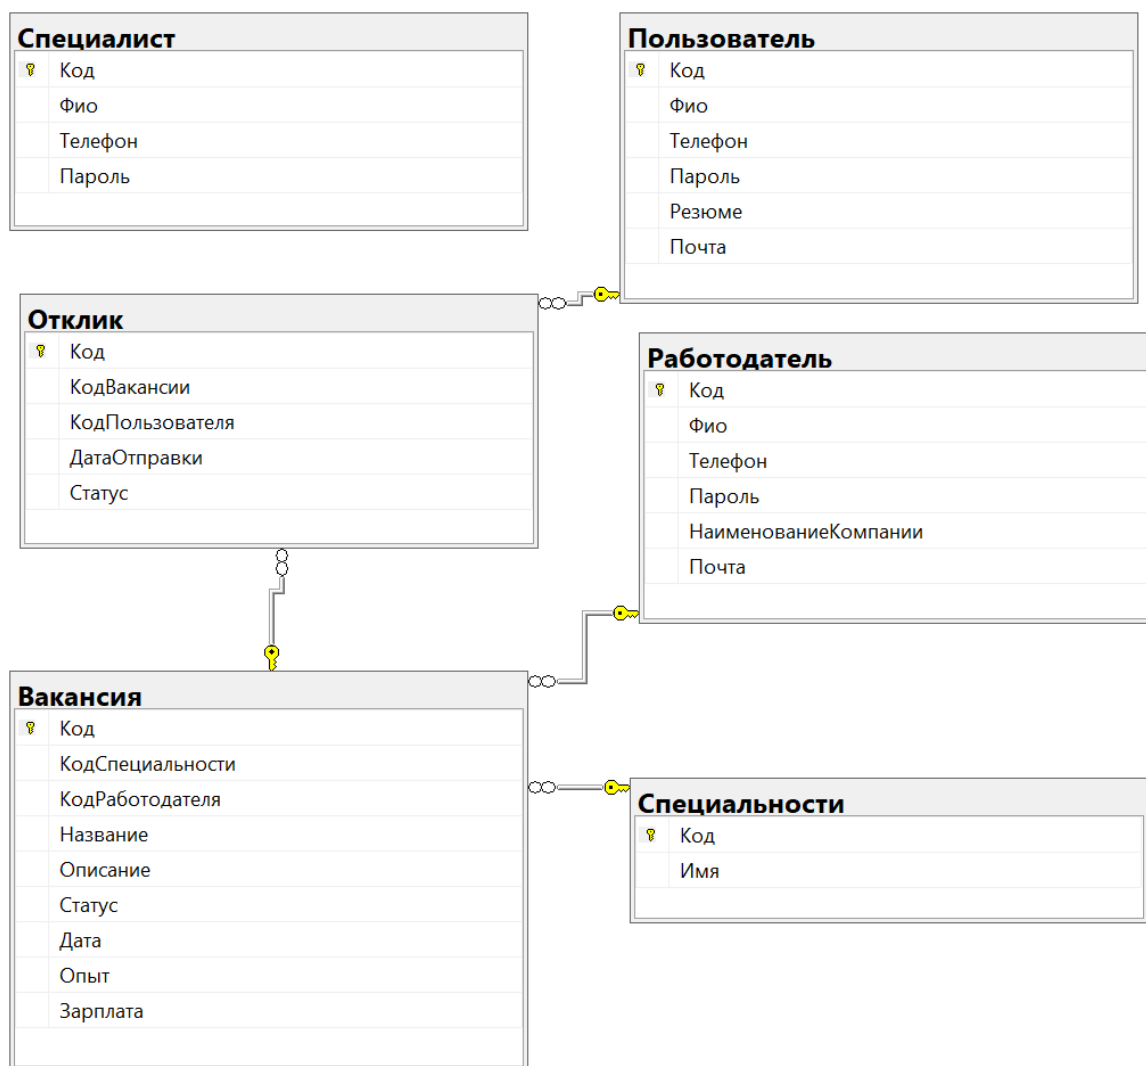 Специалист
Код
Фио
Телефон
Пароль
Пользователь
Код
Фио
Телефон
Пароль
Резюме
Почта
Отклик
Код
КодВакансии
КодПользователя
ДатаОтправки
Статус
Работодатель
Код
Фио
Телефон
Пароль
НаименованиеКомпании
Почта
Вакансия
Код
КодСпециальности
КодРаботодателя
Название
Описание
Статус
Дата
Опыт
Зарплата
Специальности
Код
Имя